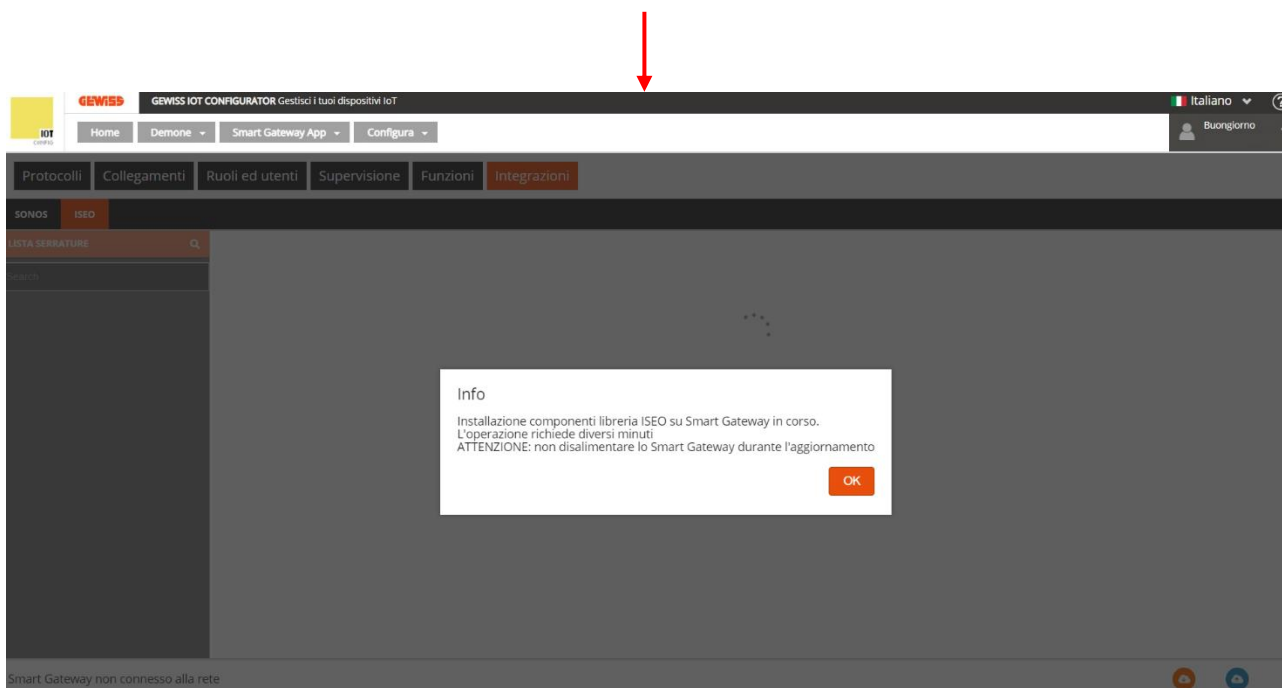 GEWISS GEWISS IOT CONFIGURATOR Gestisci i tuoi dispositivi IoT Italiano ?
IOT
CONFIG
Home Demone Smart Gateway App Configura Buongiorno
Protocolli Collegamenti Ruoli ed utenti Supervisione Funzioni Integrazioni
SONOS ISEO
LISTA SERRATURE
Search
Info
Installazione componenti libreria ISEO su Smart Gateway in corso.
L'operazione richiede diversi minuti
ATTENZIONE: non disalimentare lo Smart Gateway durante l'aggiornamento
OK
Smart Gateway non connesso alla rete